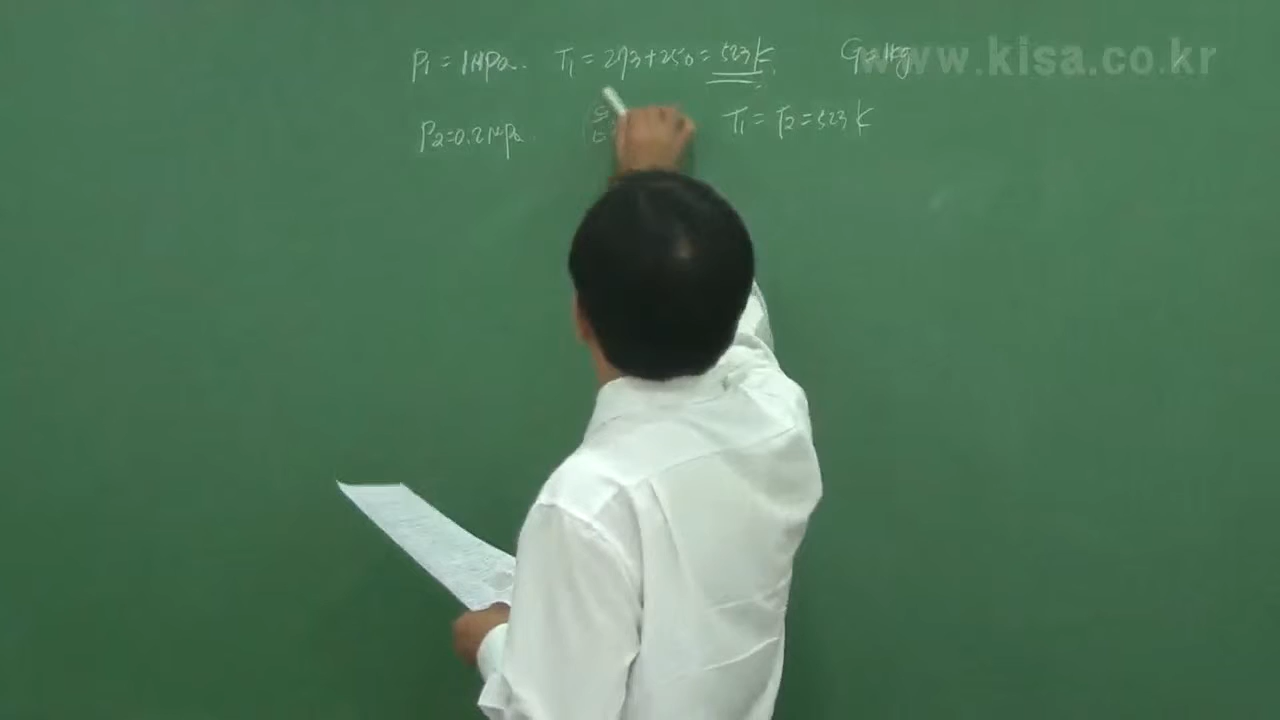 P₁ = 1MPa. T₁ = 273+250 = 523K. G=1kg
www.kisa.co.kr
P₂=0.2MPa. T₁ = T₂ = 523K